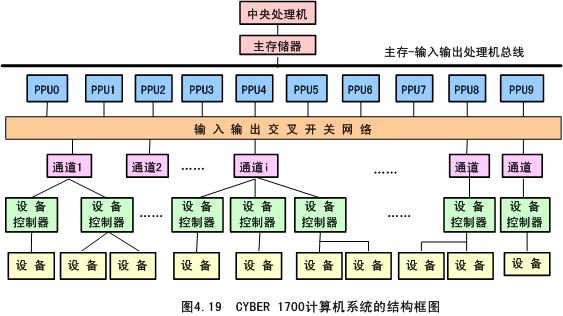 中央处理机
主存储器
主存-输入输出处理机总线
PPU0 PPU1 PPU2 PPU3 PPU4 PPU5 PPU6 PPU7 PPU8 PPU9
输入输出交叉开关网络
通道1 通道2 …… 通道i …… 通道 通道
设备 设备 设备 设备 设备 设备
控制器 控制器 …… 控制器 控制器 控制器 …… 控制器
设备 设备 设备 设备 设备 设备 设备 设备 设备 设备
图4.19 CYBER 1700计算机系统的结构框图